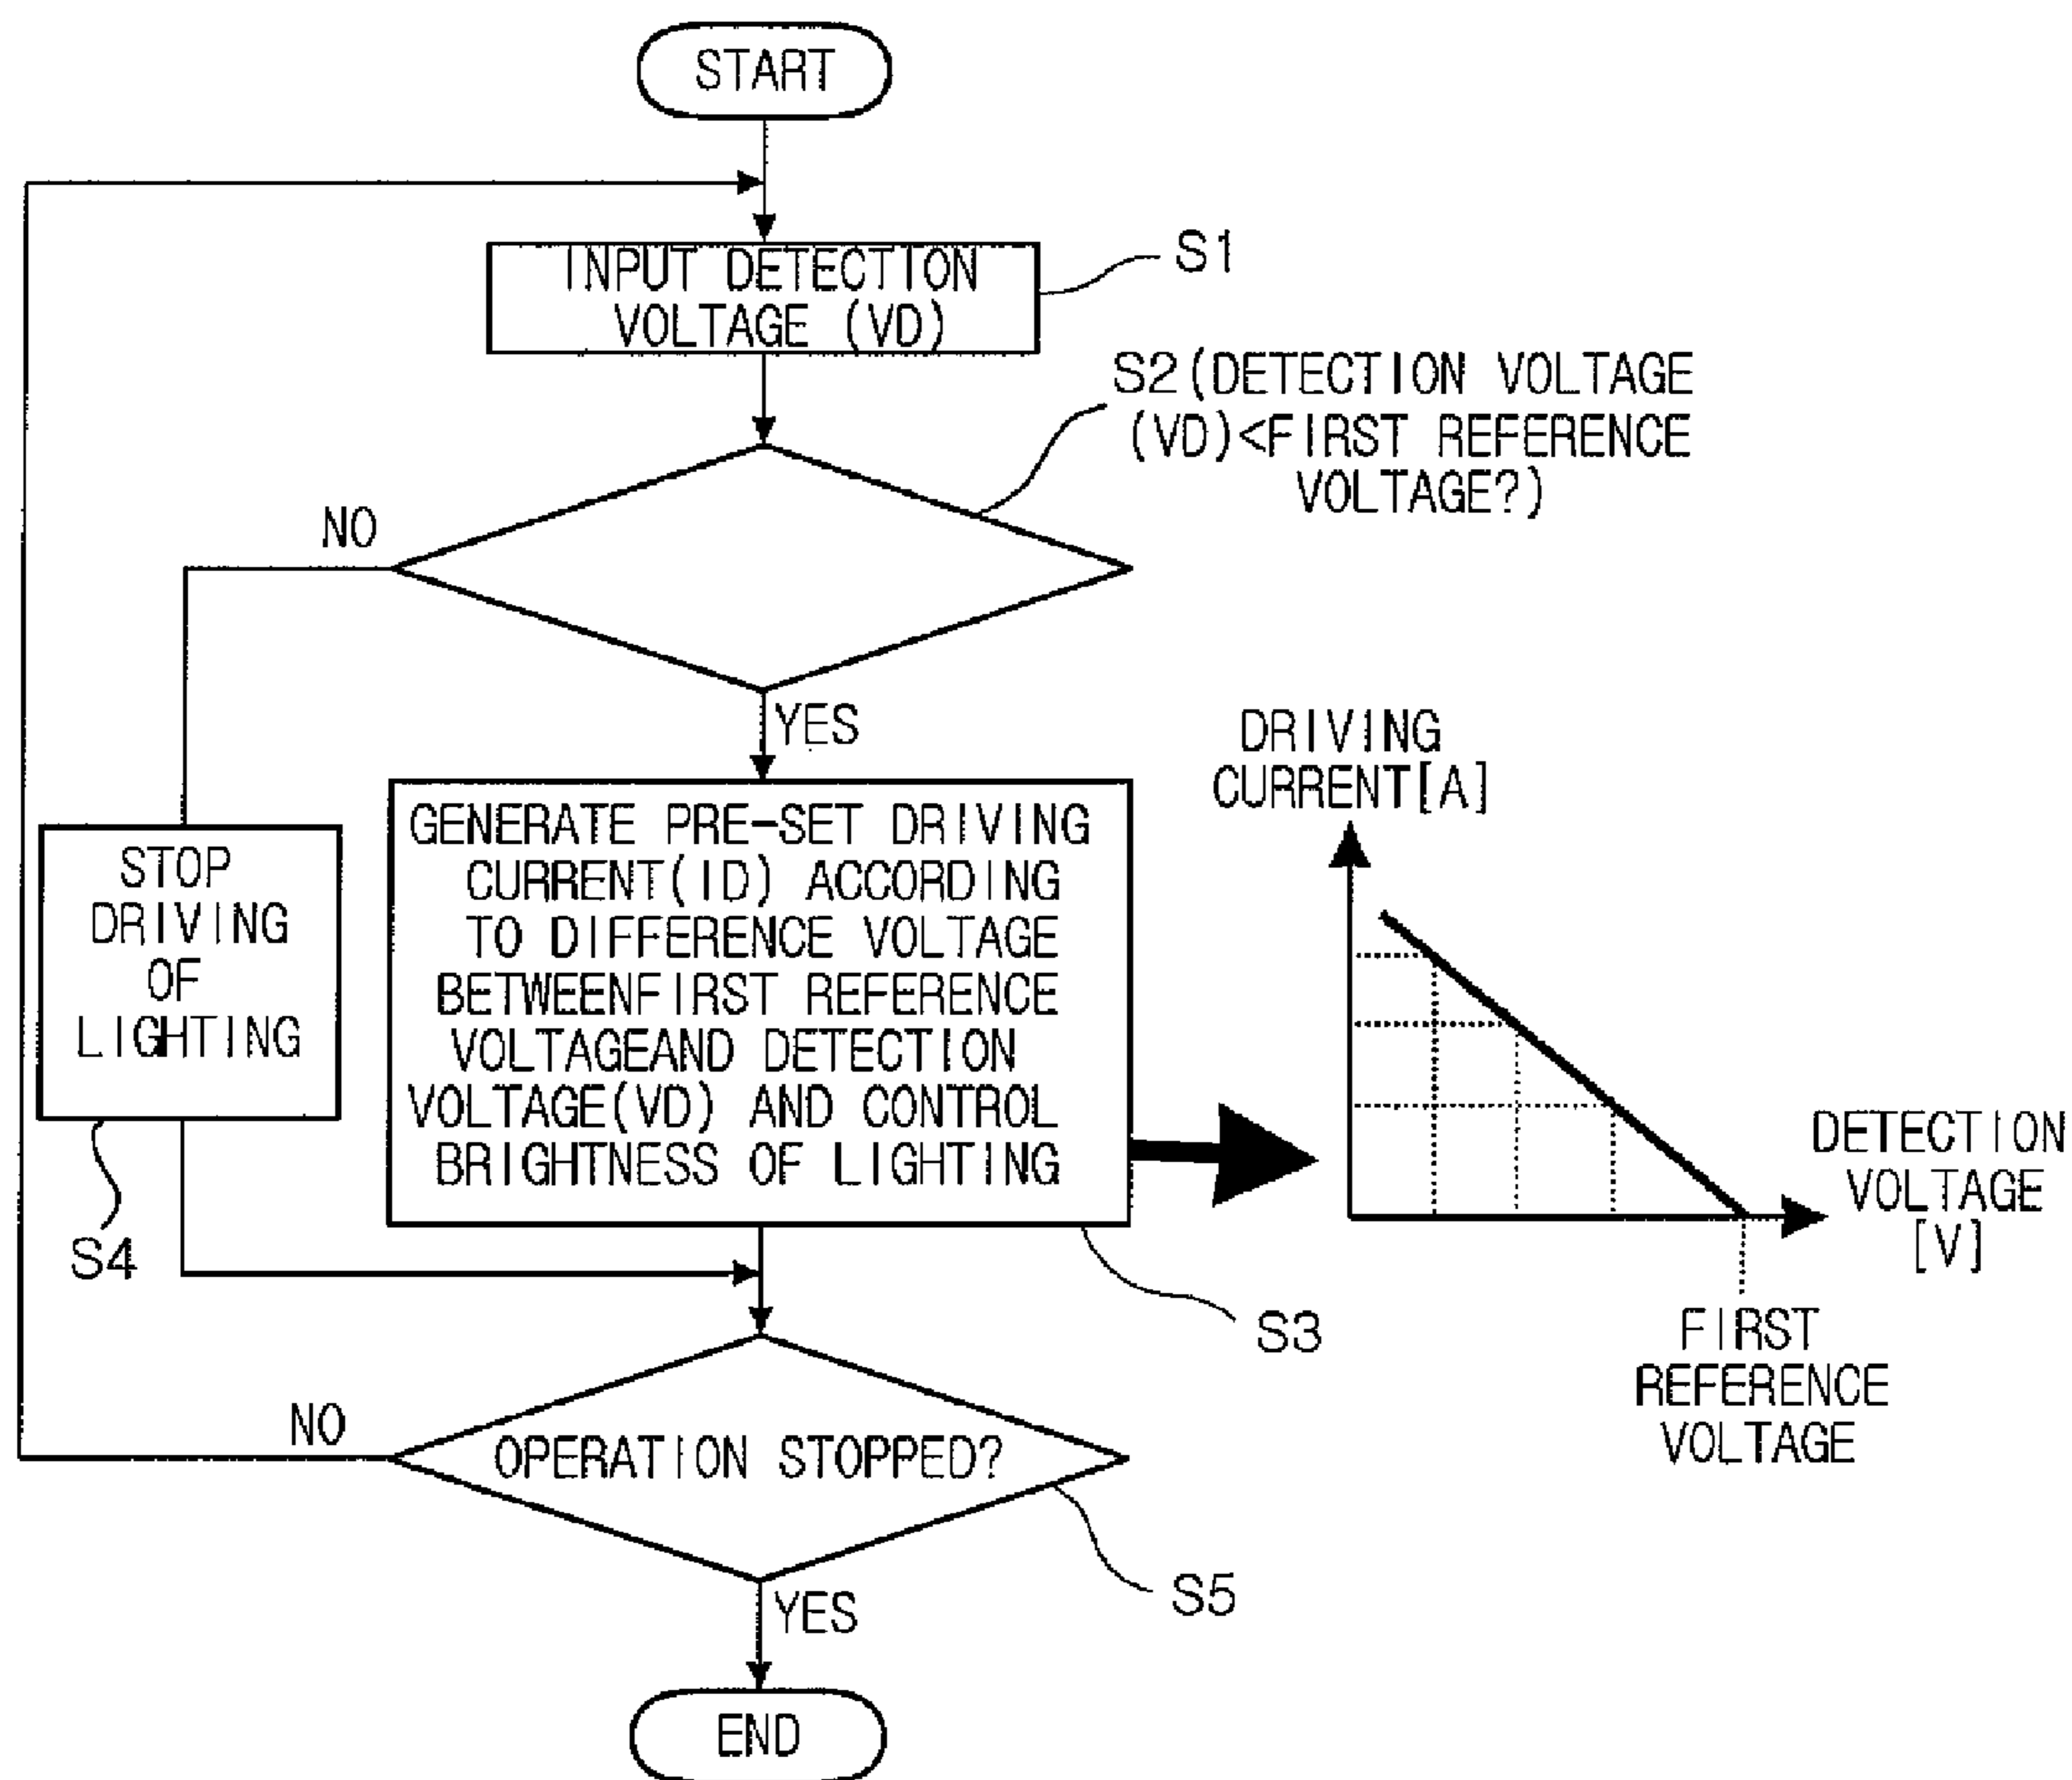 START
INPUT DETECTION
VOLTAGE (VD)
S1
S2(DETECTION VOLTAGE
(VD)<FIRST REFERENCE
VOLTAGE?)
NO
YES
STOP
DRIVING
OF
LIGHTING
S4
GENERATE PRE-SET DRIVING
CURRENT(ID) ACCORDING
TO DIFFERENCE VOLTAGE
BETWEENFIRST REFERENCE
VOLTAGEAND DETECTION
VOLTAGE(VD) AND CONTROL
BRIGHTNESS OF LIGHTING
S3
DRIVING
CURRENT[A]
DETECTION
VOLTAGE
[V]
FIRST
REFERENCE
VOLTAGE
NO
OPERATION STOPPED?
S5
YES
END